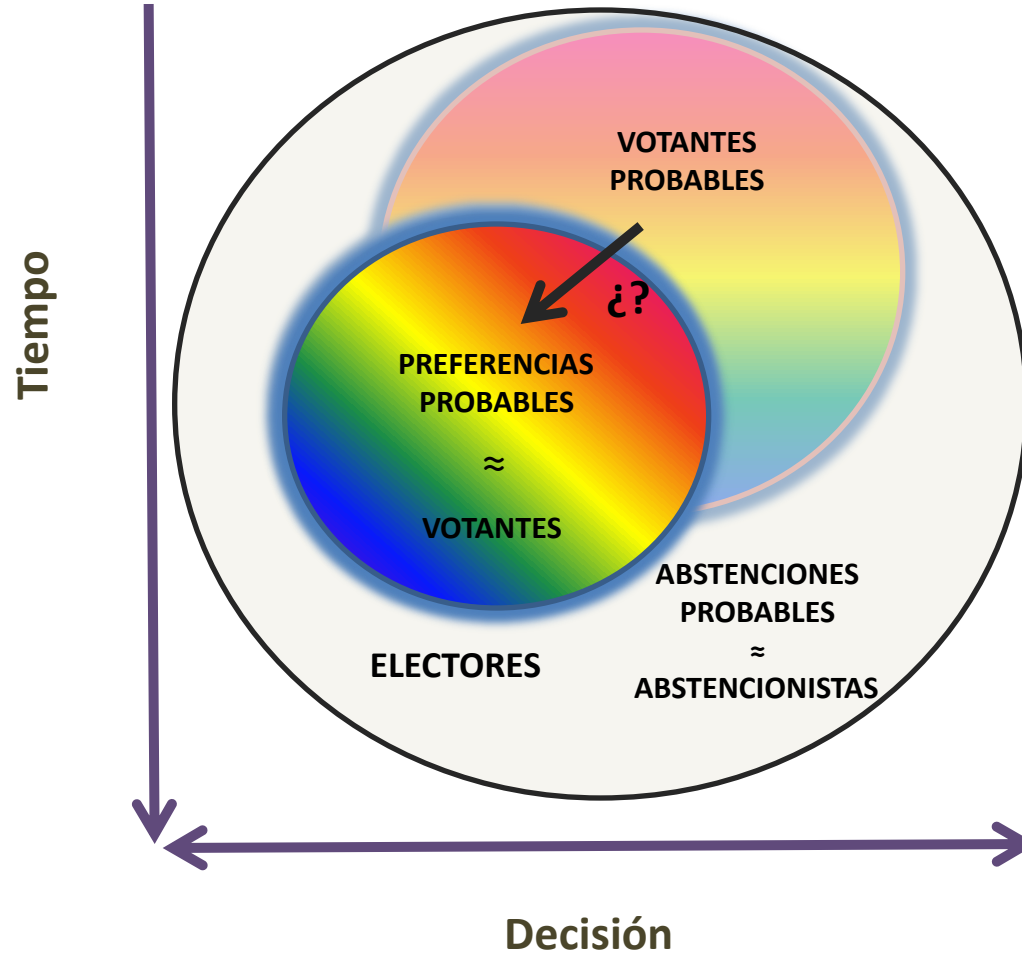 Tiempo
VOTANTES
PROBABLES
¿?
PREFERENCIAS
PROBABLES
≈
VOTANTES
ABSTENCIONES
PROBABLES
≈
ABSTENCIONISTAS
ELECTORES
Decisión